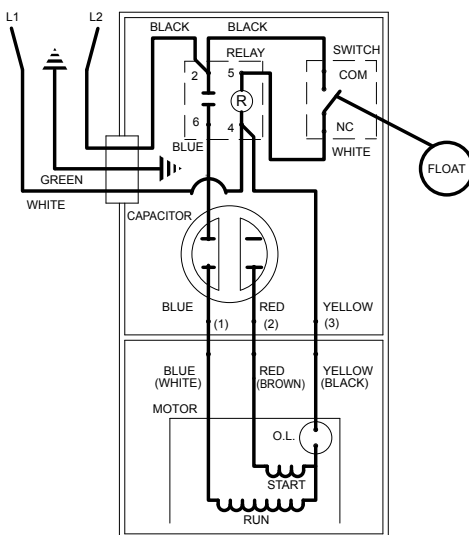 L1
L2
BLACK
BLACK
RELAY
SWITCH
2
5
COM
R
6
4
NC
BLUE
WHITE
FLOAT
GREEN
WHITE
CAPACITOR
BLUE
RED
YELLOW
(1)
(2)
(3)
BLUE
(WHITE)
RED
(BROWN)
YELLOW
(BLACK)
MOTOR
O.L.
START
RUN